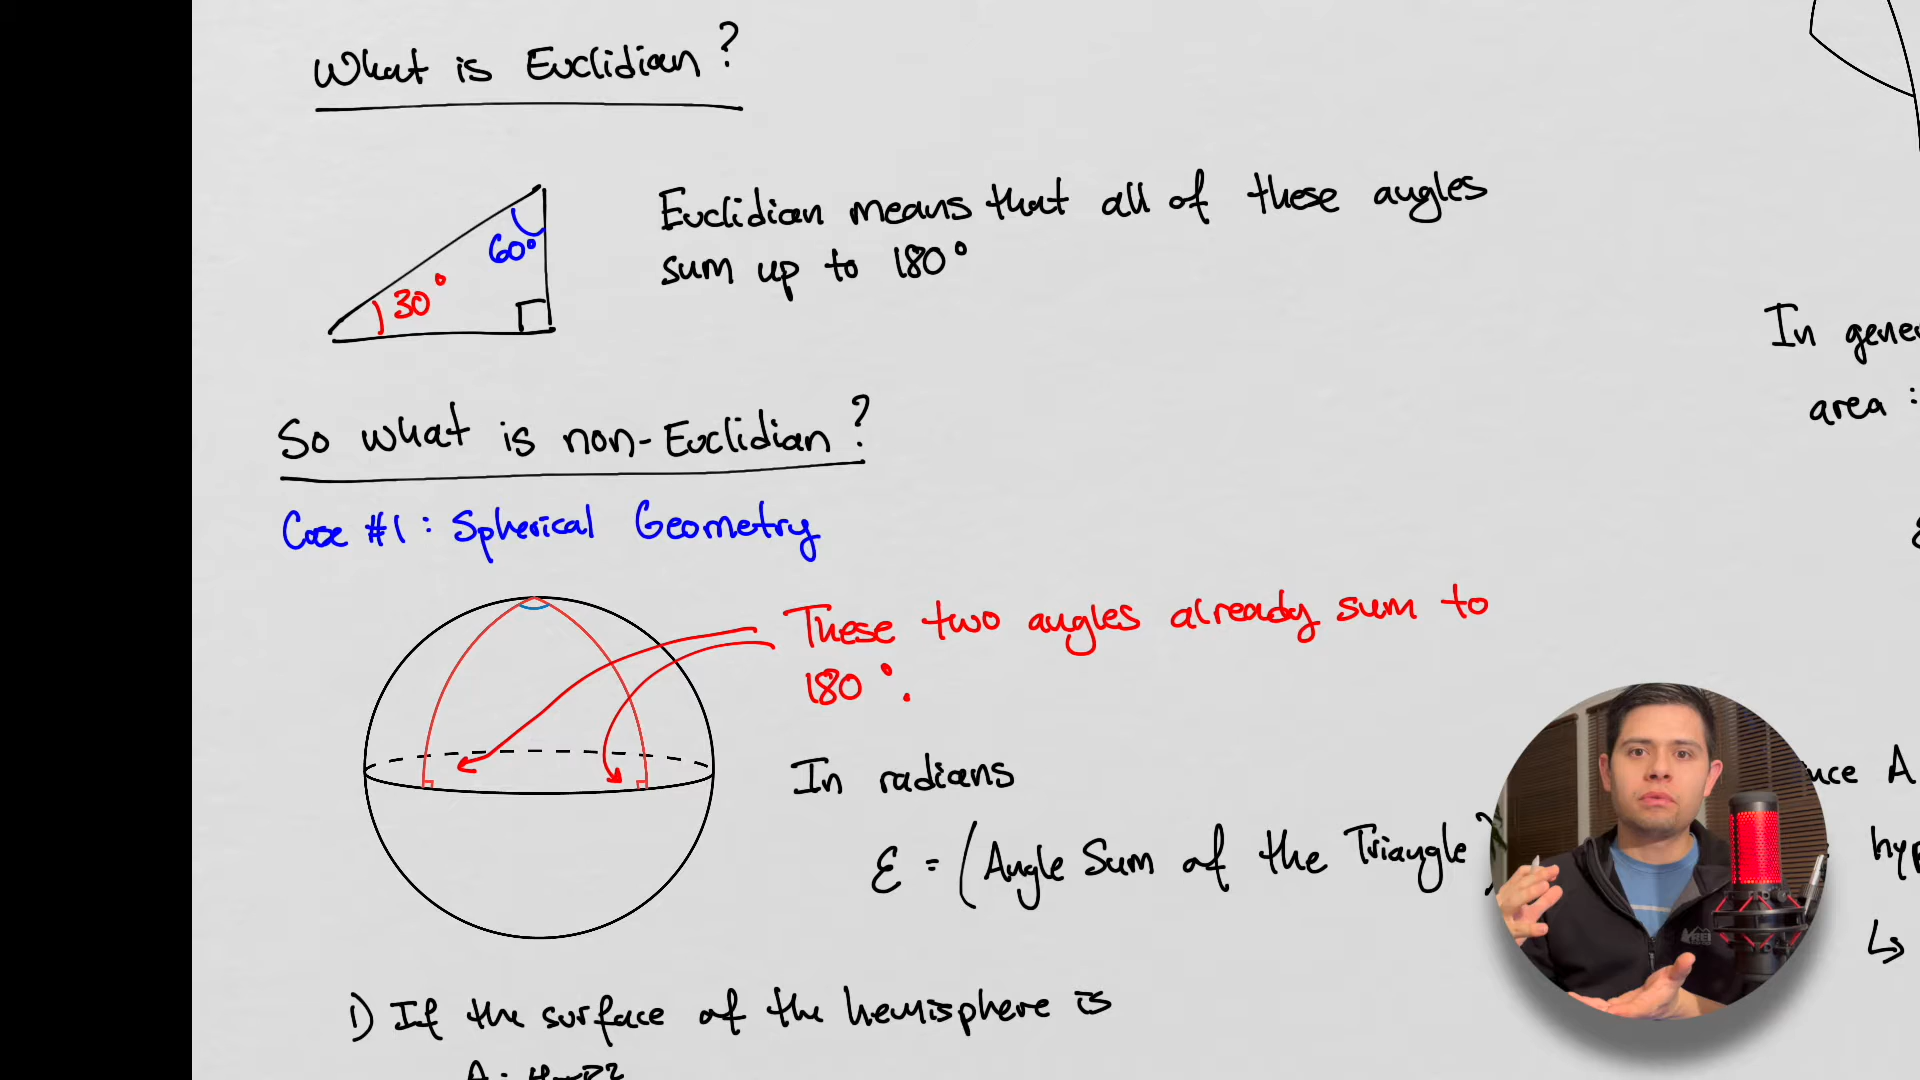 What is Euclidian?
60°
30°
Euclidian means that all of these angles
sum up to 180°
So what is non-Euclidian?
Case #1: Spherical Geometry
These two angles already sum to
180°.
In radians
ε = (Angle Sum of the Triangle)
1) If the surface of the hemisphere is
In gene
area :
A
hyp
↳